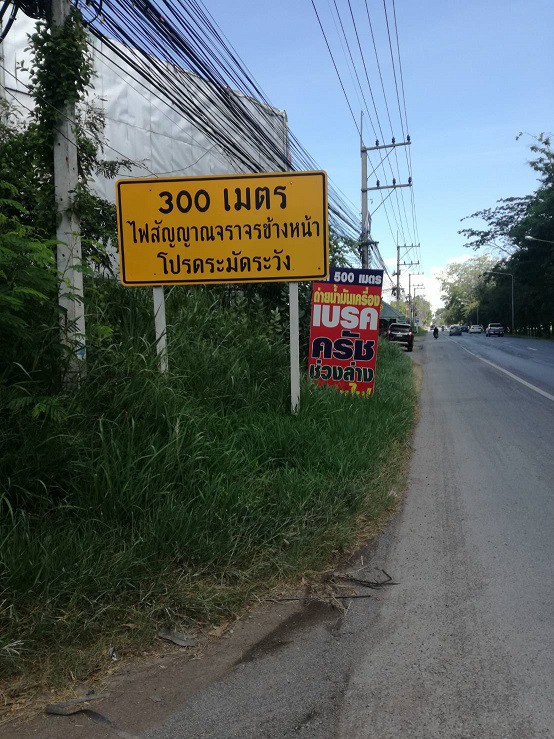 300 เมตร
ไฟสัญญาณจราจรข้างหน้า
โปรดระมัดระวัง
500 เมตร
ถ่ายน้ำมันเครื่อง
เบรค
ครัช
ช่วงล่าง